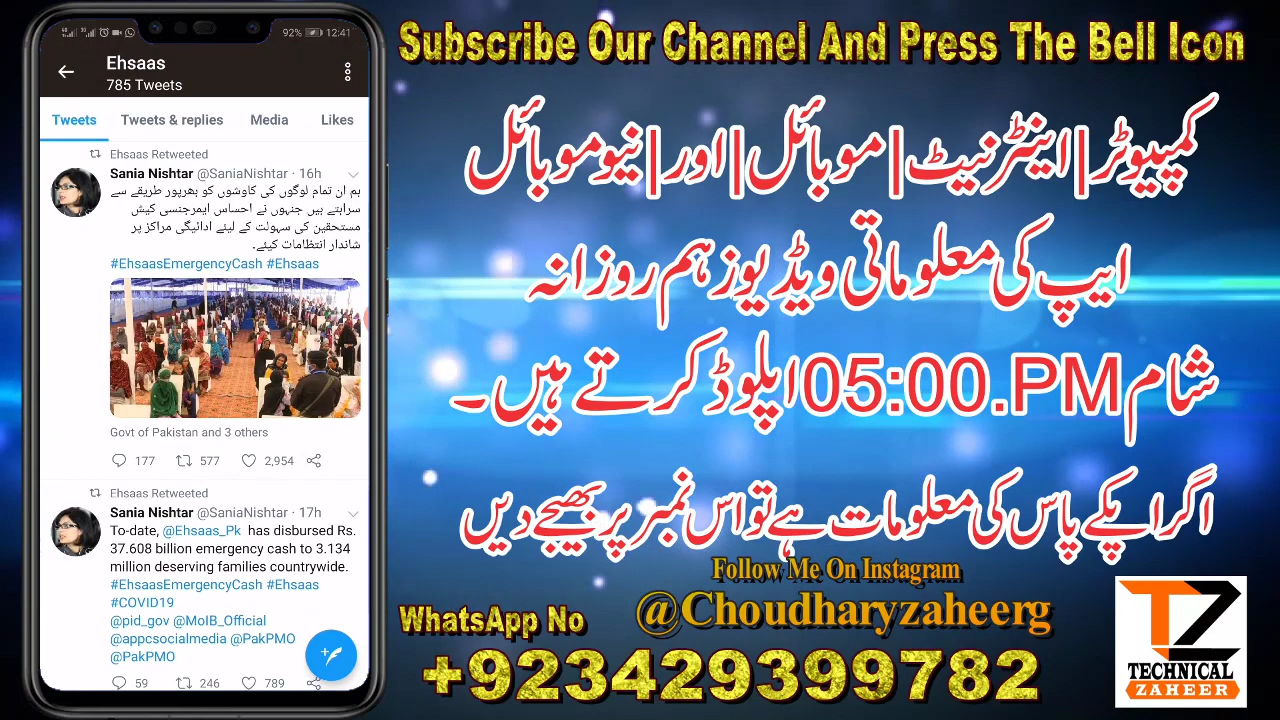 92% 12:41
Ehsaas
785 Tweets
Tweets Tweets & replies Media Likes
Ehsaas Retweeted
Sania Nishtar @SaniaNishtar · 16h
ہم ان تمام لوگوں کی کاوشوں کو بھرپور طریقے سے
سراہتے ہیں جنہوں نے احساس ایمرجنسی کیش
مستحقین کی سہولت کے لیئے ادائیگی مراکز پر
شاندار انتظامات کیئے۔
#EhsaasEmergencyCash #Ehsaas
Govt of Pakistan and 3 others
177 577 2,954
Ehsaas Retweeted
Sania Nishtar @SaniaNishtar · 17h
To-date, @Ehsaas_Pk has disbursed Rs.
37.608 billion emergency cash to 3.134
million deserving families countrywide.
#EhsaasEmergencyCash #Ehsaas
#COVID19
@pid_gov @MoIB_Official
@appcsocialmedia @PakPMO
@PakPMO
59 246 789
Subscribe Our Channel And Press The Bell Icon
کمپیوٹر|اینٹرنیٹ|موبائل|اور|نیوموبائل
ایپ کی معلوماتی ویڈیوز ہم روزانہ
شام 05:00.PM اپلوڈ کرتے ہیں۔
اگر اپکے پاس کی معلومات ہے تو اس نمبر پر بھیجے دیں
Follow Me On Instagram
@Choudharyzaheerg
WhatsApp No
+923429399782
TZ
TECHNICAL
ZAHEER